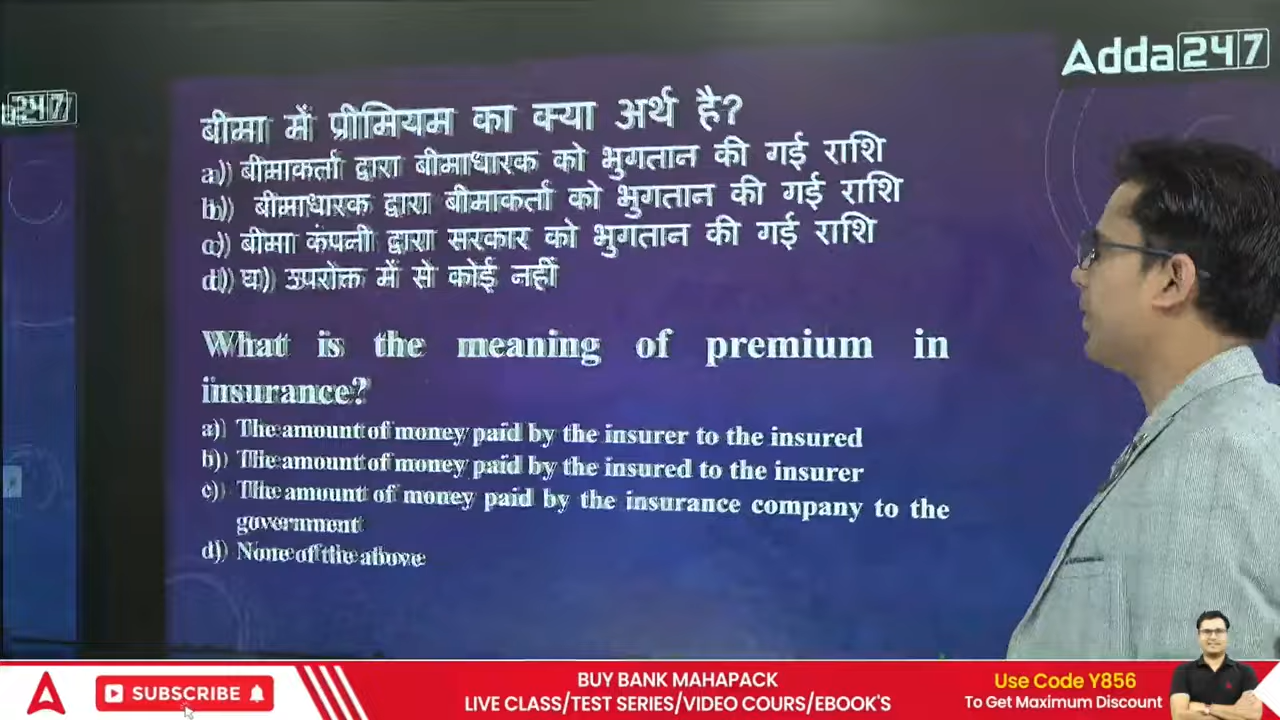 Adda247
247
बीमा में प्रीमियम का क्या अर्थ है?
a) बीमाकर्ता द्वारा बीमाधारक को भुगतान की गई राशि
b) बीमाधारक द्वारा बीमाकर्ता को भुगतान की गई राशि
c) बीमा कंपनी द्वारा सरकार को भुगतान की गई राशि
d) घ) उपरोक्त में से कोई नहीं
What is the meaning of premium in
insurance?
a) The amount of money paid by the insurer to the insured
b) The amount of money paid by the insured to the insurer
c) The amount of money paid by the insurance company to the
government
d) None of the above
SUBSCRIBE
BUY BANK MAHAPACK
LIVE CLASS/TEST SERIES/VIDEO COURS/EBOOK'S
Use Code Y856
To Get Maximum Discount